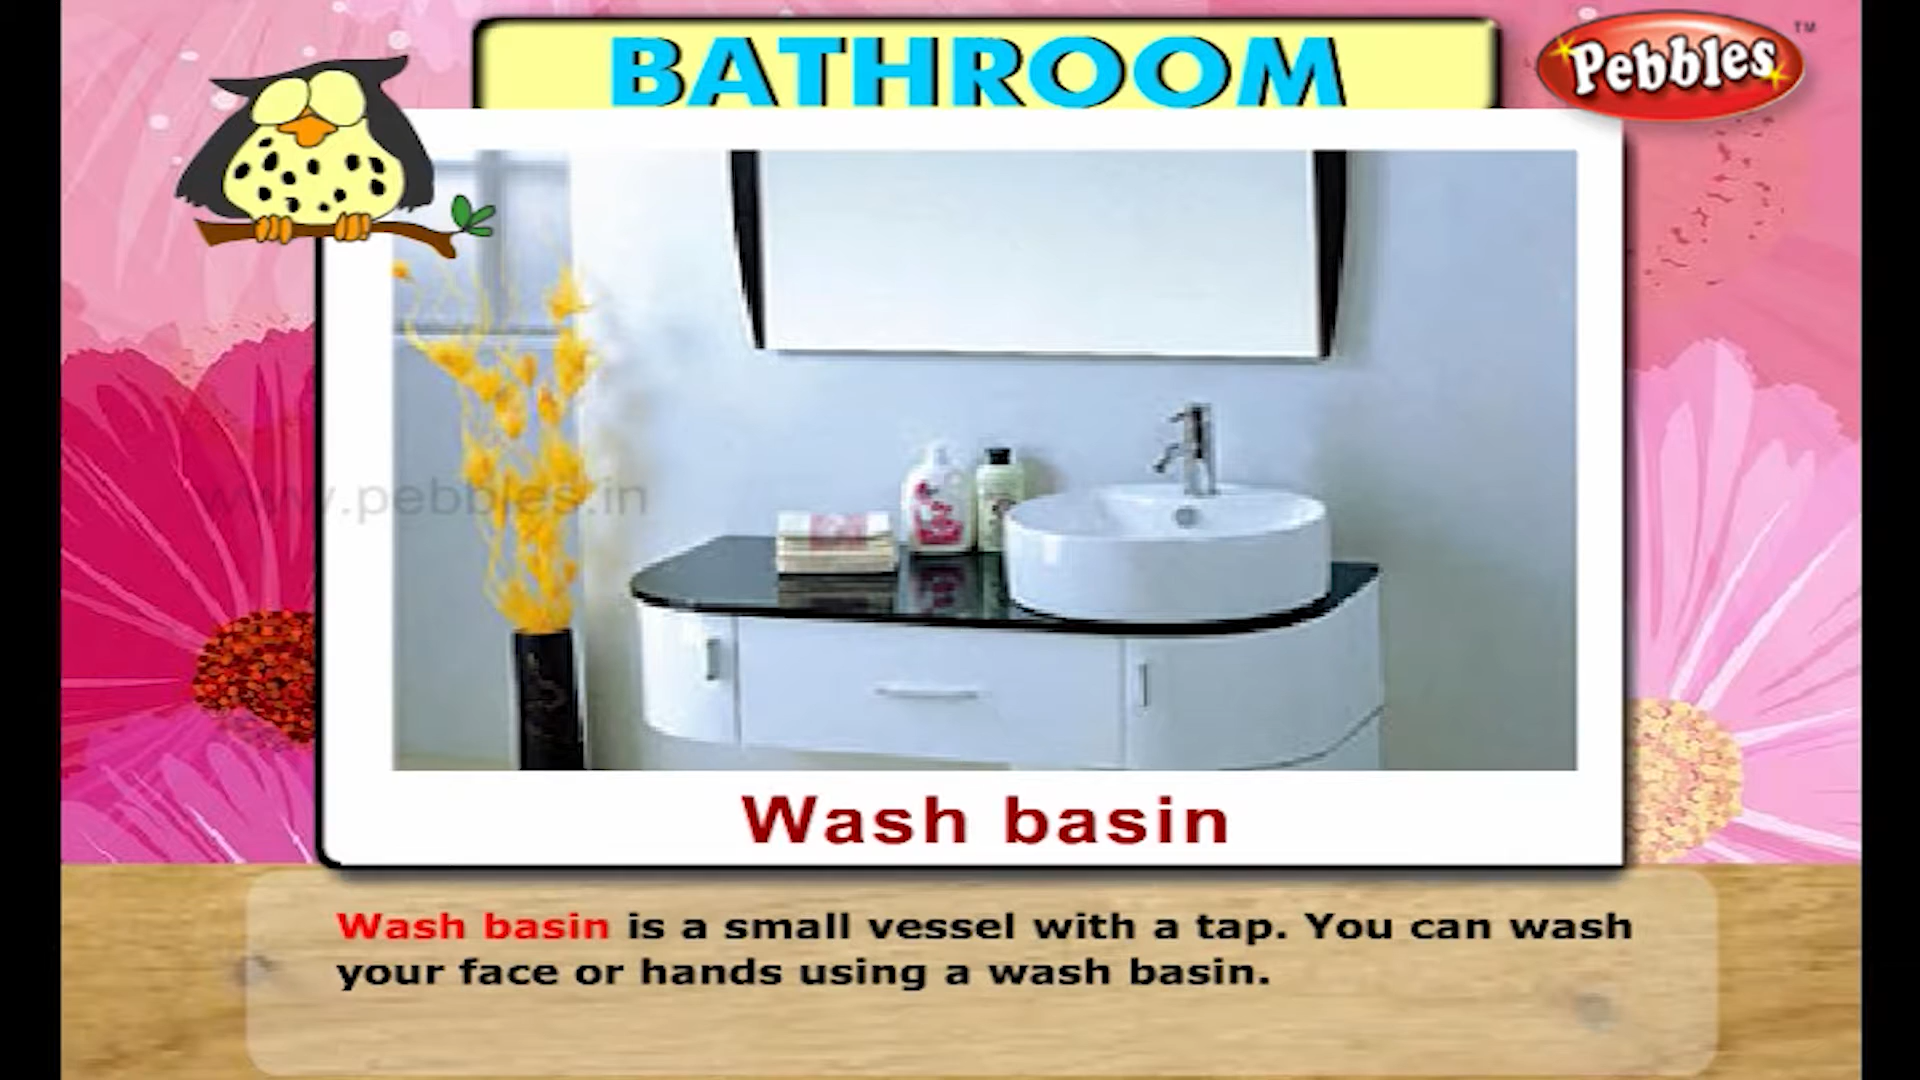 BATHROOM
Pebbles™
www.pebbles.in
Wash basin
Wash basin is a small vessel with a tap. You can wash
your face or hands using a wash basin.